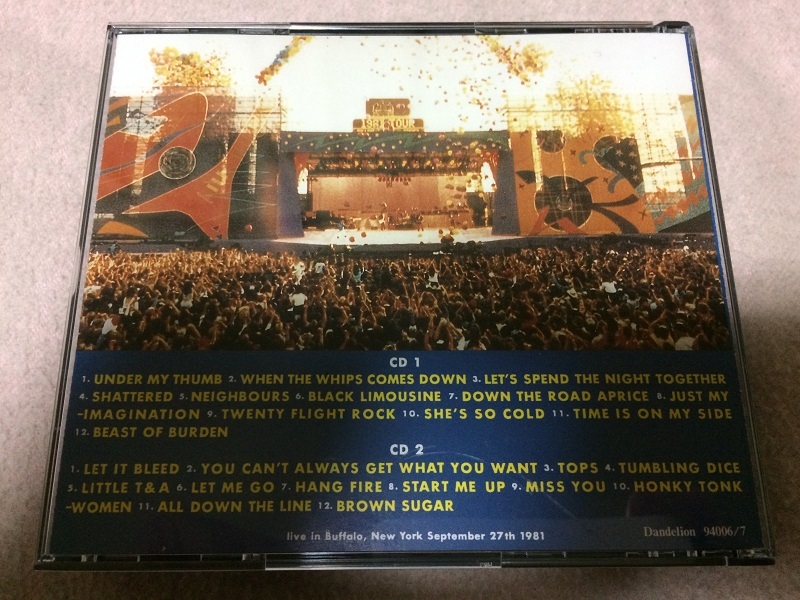 1981 TOUR
CD 1
1. UNDER MY THUMB 2. WHEN THE WHIPS COMES DOWN 3. LET'S SPEND THE NIGHT TOGETHER
4. SHATTERED 5. NEIGHBOURS 6. BLACK LIMOUSINE 7. DOWN THE ROAD APRICE 8. JUST MY
-IMAGINATION 9. TWENTY FLIGHT ROCK 10. SHE'S SO COLD 11. TIME IS ON MY SIDE
12. BEAST OF BURDEN
CD 2
1. LET IT BLEED 2. YOU CAN'T ALWAYS GET WHAT YOU WANT 3. TOPS 4. TUMBLING DICE
5. LITTLE T&A 6. LET ME GO 7. HANG FIRE 8. START ME UP 9. MISS YOU 10. HONKY TONK
-WOMEN 11. ALL DOWN THE LINE 12. BROWN SUGAR
live in Buffalo, New York September 27th 1981
Dandelion 94006/7